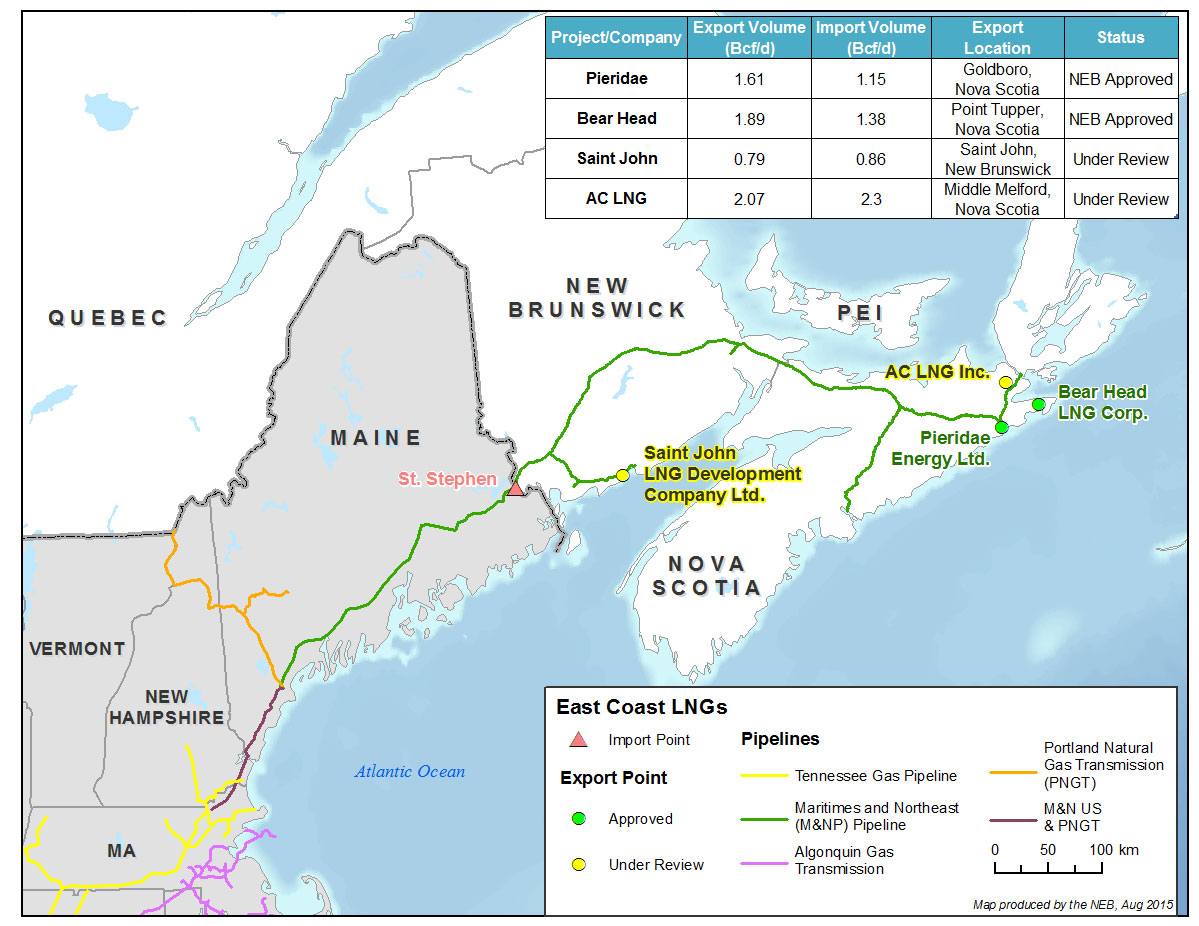 Project/Company Export Volume (Bcf/d) Import Volume (Bcf/d) Export Location Status
Pieridae 1.61 1.15 Goldboro, Nova Scotia NEB Approved
Bear Head 1.89 1.38 Point Tupper, Nova Scotia NEB Approved
Saint John 0.79 0.86 Saint John, New Brunswick Under Review
AC LNG 2.07 2.3 Middle Melford, Nova Scotia Under Review
QUEBEC
NEW
BRUNSWICK
PEI
MAINE
AC LNG Inc.
Bear Head
LNG Corp.
Pieridae
Energy Ltd.
St. Stephen
Saint John
LNG Development
Company Ltd.
NOVA
SCOTIA
VERMONT
NEW
HAMPSHIRE
Atlantic Ocean
MA
East Coast LNGs
Import Point
Export Point
Approved
Under Review
Pipelines
Tennessee Gas Pipeline
Maritimes and Northeast
(M&NP) Pipeline
Algonquin Gas
Transmission
Portland Natural
Gas Transmission
(PNGT)
M&N US
& PNGT
0 50 100 km
Map produced by the NEB, Aug 2015